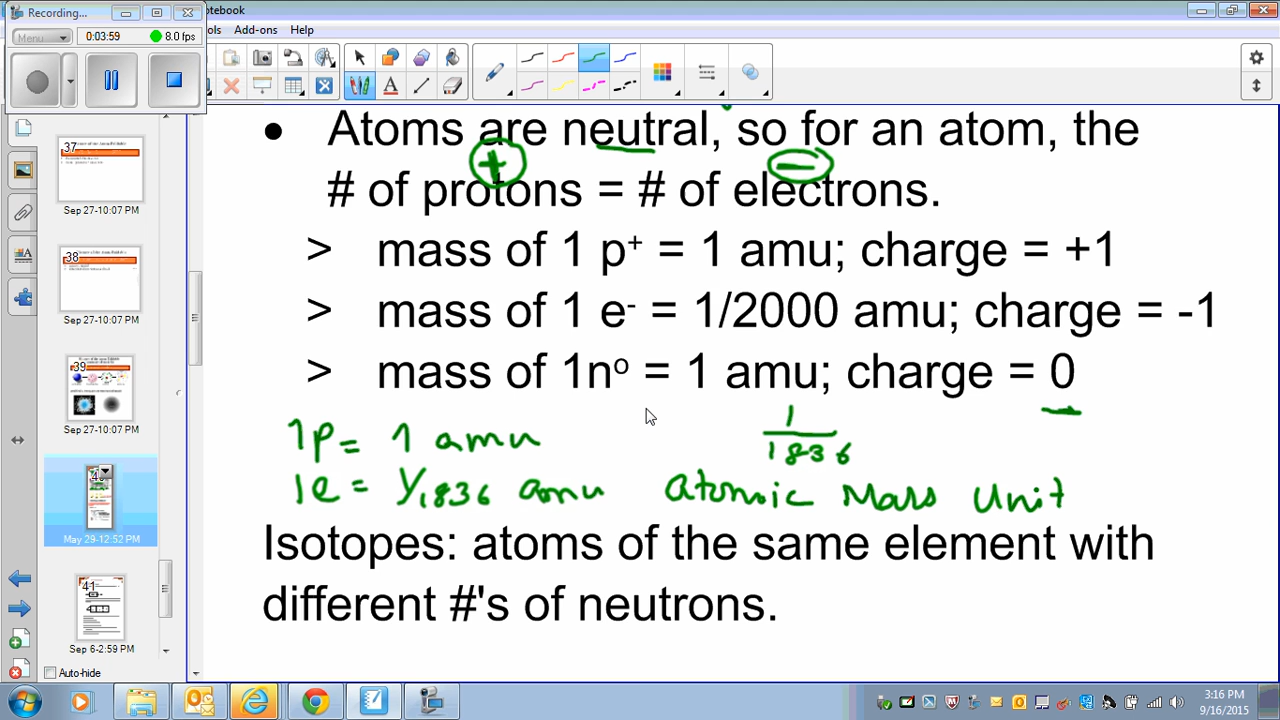 Recording...
otebook
Menu
0:03:59
8.0 fps
ols Add-ons Help
37
Sep 27-10:07 PM
38
Sep 27-10:07 PM
39
Sep 27-10:07 PM
May 29-12:52 PM
41
Sep 6-2:59 PM
Auto-hide
• Atoms are neutral, so for an atom, the
+ −
# of protons = # of electrons.
> mass of 1 p+ = 1 amu; charge = +1
> mass of 1 e- = 1/2000 amu; charge = -1
> mass of 1nº = 1 amu; charge = 0
1p = 1 amu
1
1836
1e = 1/1836 amu Atomic Mass Unit
Isotopes: atoms of the same element with
different #'s of neutrons.
3:16 PM
9/16/2015